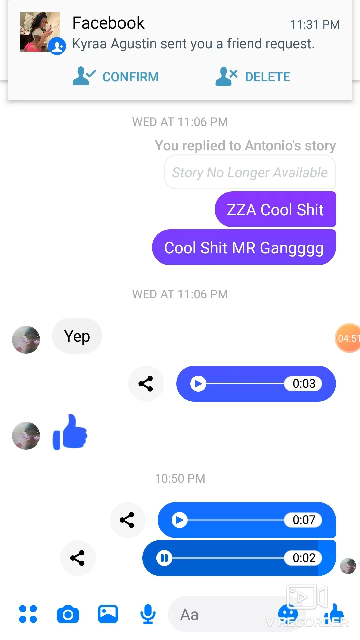 Facebook
11:31 PM
Kyraa Agustin sent you a friend request.
CONFIRM
DELETE
WED AT 11:06 PM
You replied to Antonio's story
Story No Longer Available
ZZA Cool Shit
Cool Shit MR Gangggg
WED AT 11:06 PM
Yep
04:51
0:03
10:50 PM
0:07
0:02
Aa
V RECORDER